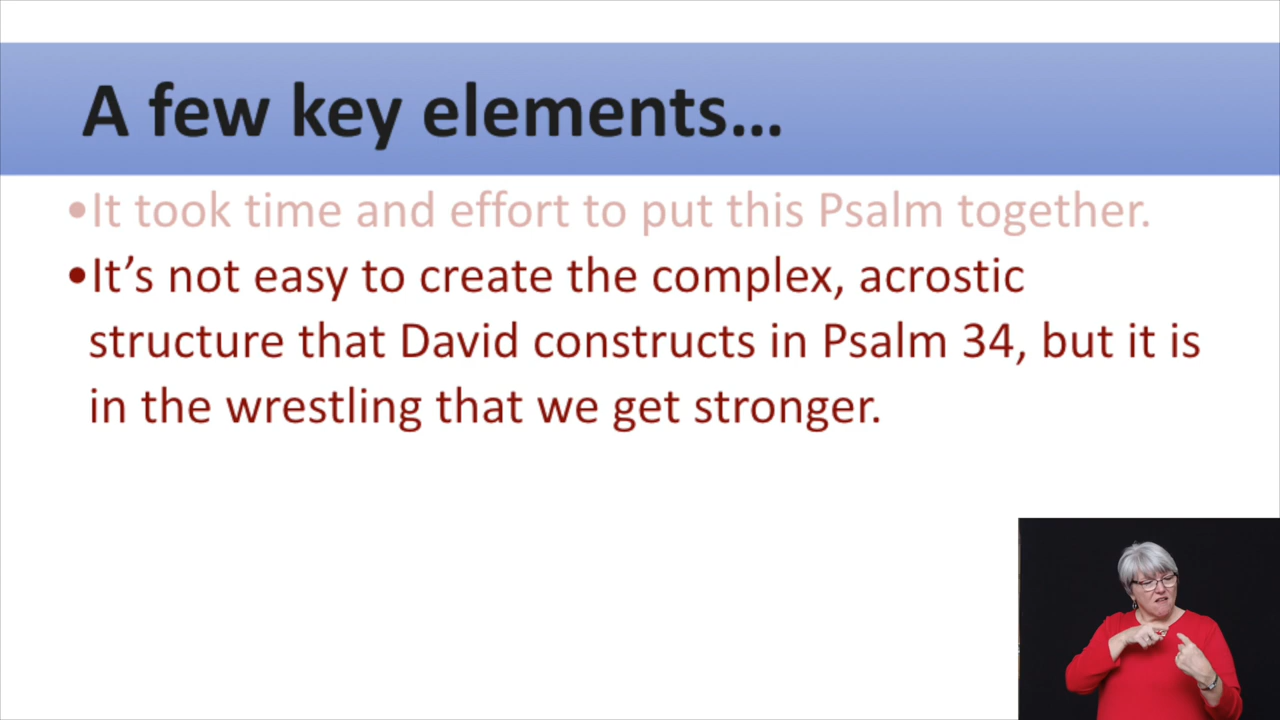 A few key elements...
•It took time and effort to put this Psalm together.
•It’s not easy to create the complex, acrostic
structure that David constructs in Psalm 34, but it is
in the wrestling that we get stronger.